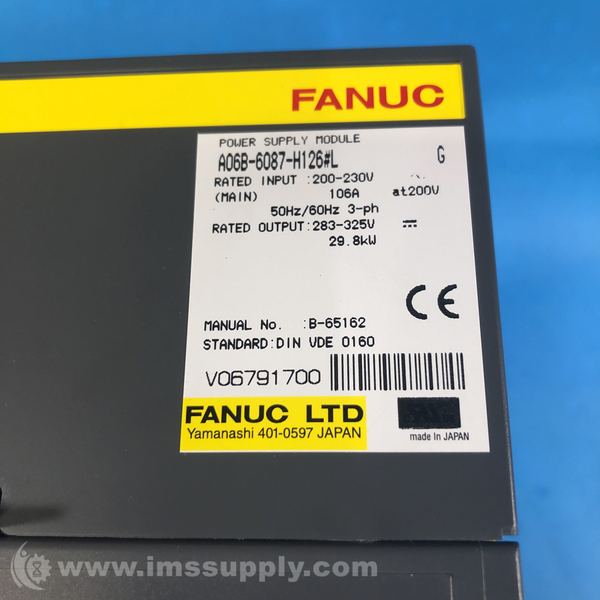 FANUC
POWER SUPPLY MODULE
A06B-6087-H126#L G
RATED INPUT :200-230V
(MAIN) 106A at200V
50Hz/60Hz 3-ph
RATED OUTPUT:283-325V
29.8kW
CE
MANUAL No. :B-65162
STANDARD:DIN VDE 0160
V06791700
FANUC LTD
Yamanashi 401-0597 JAPAN
made in JAPAN
www.imssupply.com